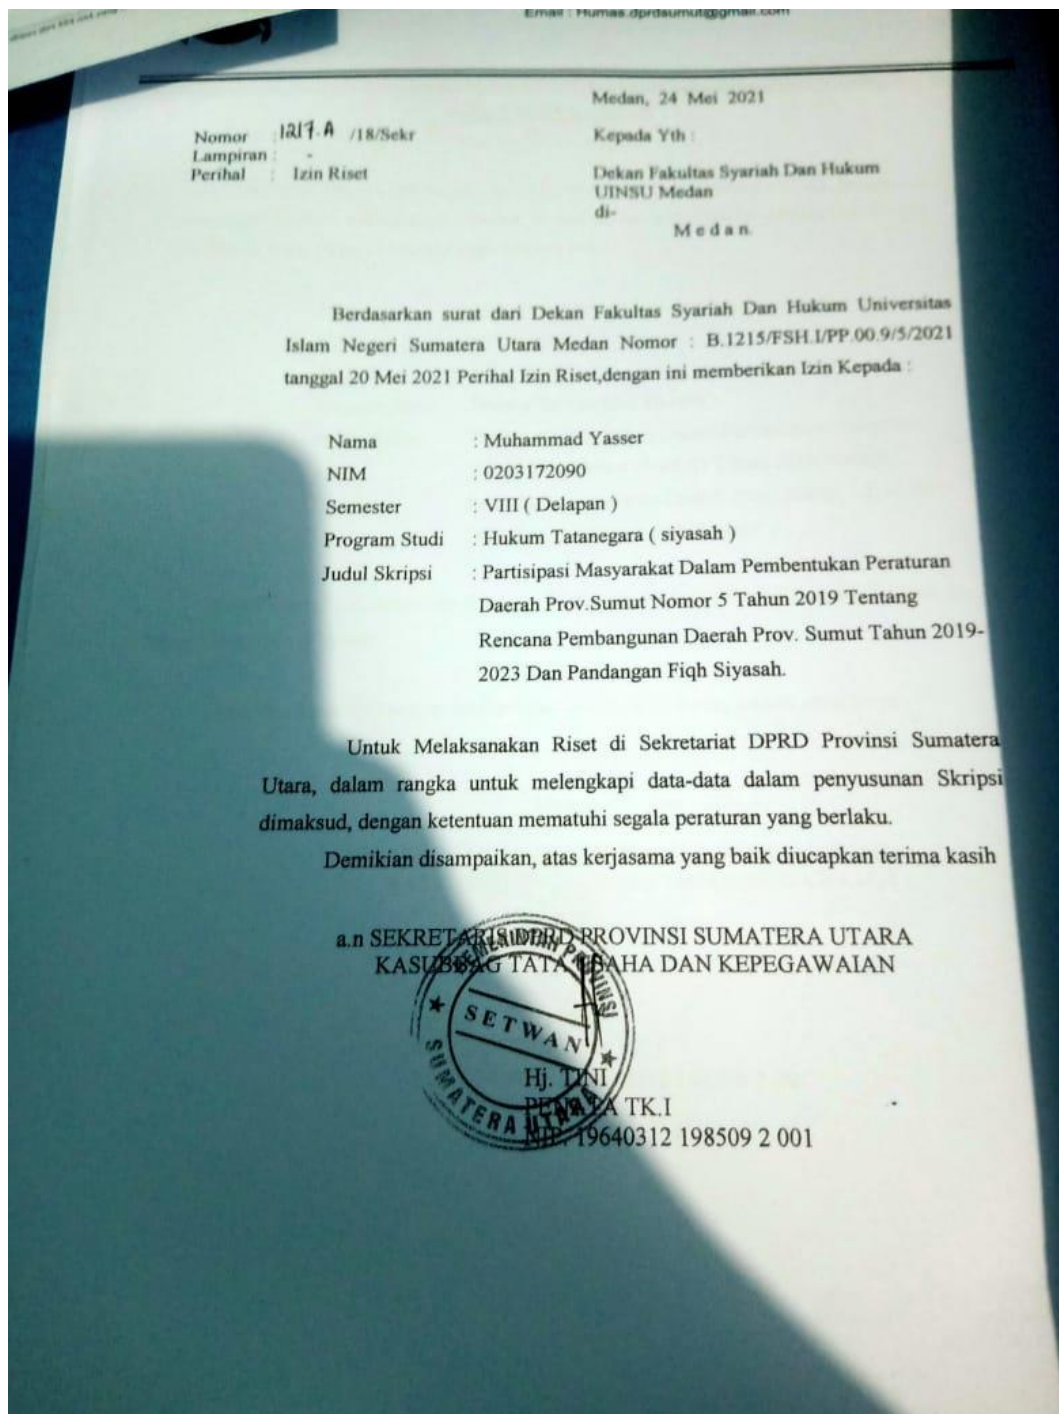 Email : Humas.dprdsumut@gmail.com
Medan, 24 Mei 2021
Nomor : 1217.A /18/Sekr
Kepada Yth :
Lampiran : -
Perihal : Izin Riset
Dekan Fakultas Syariah Dan Hukum
UINSU Medan
di-
Medan.
Berdasarkan surat dari Dekan Fakultas Syariah Dan Hukum Universitas
Islam Negeri Sumatera Utara Medan Nomor : B.1215/FSH.I/PP.00.9/5/2021
tanggal 20 Mei 2021 Perihal Izin Riset,dengan ini memberikan Izin Kepada :
Nama : Muhammad Yasser
NIM : 0203172090
Semester : VIII ( Delapan )
Program Studi : Hukum Tatanegara ( siyasah )
Judul Skripsi : Partisipasi Masyarakat Dalam Pembentukan Peraturan
Daerah Prov.Sumut Nomor 5 Tahun 2019 Tentang
Rencana Pembangunan Daerah Prov. Sumut Tahun 2019-
2023 Dan Pandangan Fiqh Siyasah.
Untuk Melaksanakan Riset di Sekretariat DPRD Provinsi Sumatera
Utara, dalam rangka untuk melengkapi data-data dalam penyusunan Skripsi
dimaksud, dengan ketentuan mematuhi segala peraturan yang berlaku.
Demikian disampaikan, atas kerjasama yang baik diucapkan terima kasih
a.n SEKRETARIS DPRD PROVINSI SUMATERA UTARA
KASUBBAG TATA USAHA DAN KEPEGAWAIAN
PEMERINTAH PROVINSI
SETWAN
SUMATERA UTARA
Hj. TINI
PENATA TK.I
NIP. 19640312 198509 2 001